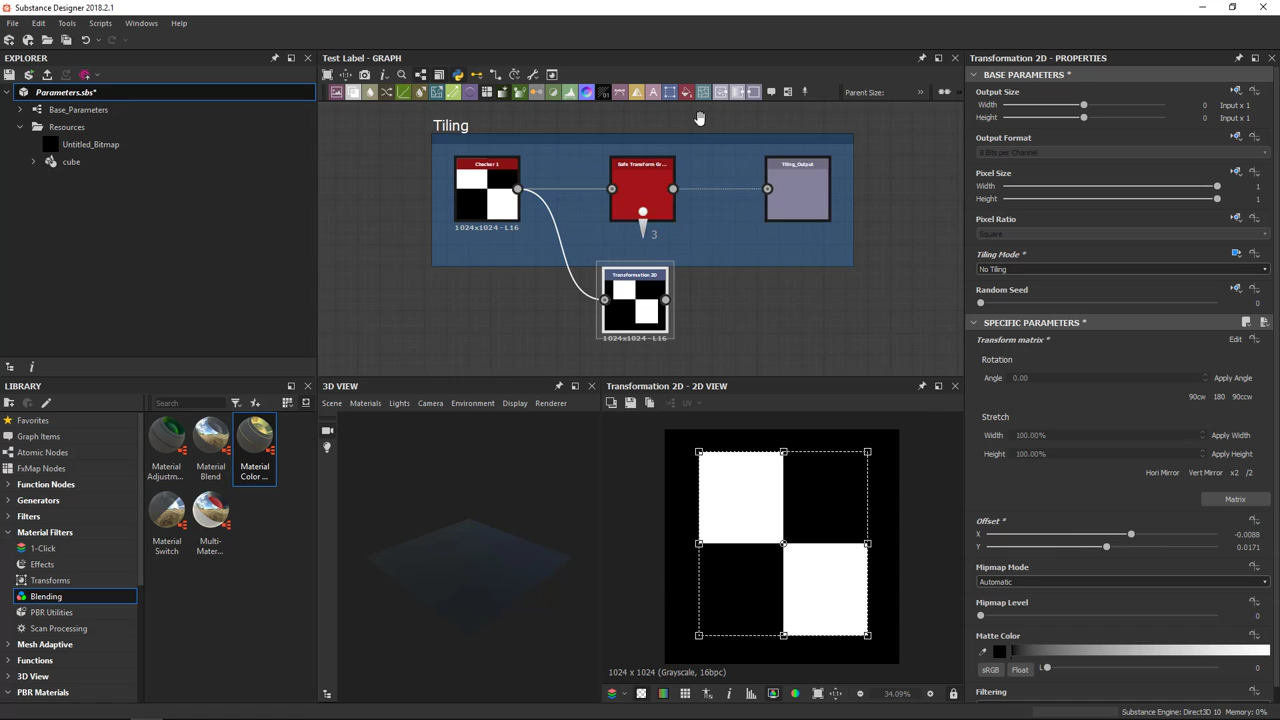 Substance Designer 2018.2.1
File Edit Tools Scripts Windows Help
EXPLORER
Parameters.sbs*
Base_Parameters
Resources
Untitled_Bitmap
cube
LIBRARY
Search
Favorites
Graph Items
Atomic Nodes
FxMap Nodes
Function Nodes
Generators
Filters
Material Filters
1-Click
Effects
Transforms
Blending
PBR Utilities
Scan Processing
Mesh Adaptive
Functions
3D View
PBR Materials
Material Adjustm...
Material Blend
Material Color ...
Material Switch
Multi-Mater...
Test Label - GRAPH
Parent Size:
Tiling
Checker 1
1024x1024 - L16
Safe Transform Gr...
3
Tiling_Output
Transformation 2D
1024x1024 - L16
3D VIEW
Scene Materials Lights Camera Environment Display Renderer
Transformation 2D - 2D VIEW
UV
1024 x 1024 (Grayscale, 16bpc)
34.09%
Transformation 2D - PROPERTIES
BASE PARAMETERS *
Output Size
Width 0 Input x 1
Height 0 Input x 1
Output Format
8 Bits per Channel
Pixel Size
Width 1
Height 1
Pixel Ratio
Square
Tiling Mode *
No Tiling
Random Seed
0
SPECIFIC PARAMETERS *
Transform matrix * Edit
Rotation
Angle 0.00 Apply Angle
90cw 180 90ccw
Stretch
Width 100.00% Apply Width
Height 100.00% Apply Height
Hori Mirror Vert Mirror x2 /2
Matrix
Offset *
X -0.0088
Y 0.0171
Mipmap Mode
Automatic
Mipmap Level
0
Matte Color
sRGB Float L 0
Filtering
Substance Engine: Direct3D 10 Memory: 0%